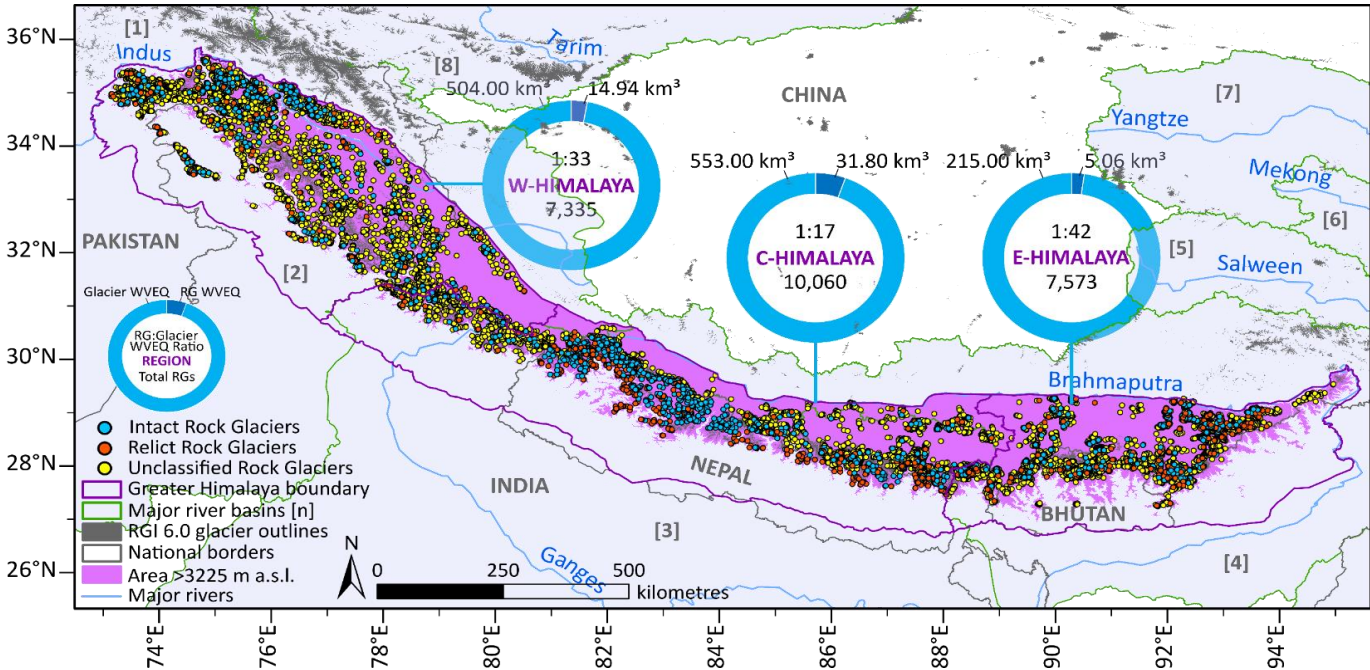 36°N
34°N
32°N
30°N
28°N
26°N
[1]
Indus
Tarim
[8]
504.00 km³
14.94 km³
1:33
W-HIMALAYA
7,335
CHINA
553.00 km³
31.80 km³
1:17
C-HIMALAYA
10,060
215.00 km³
5.06 km³
1:42
E-HIMALAYA
7,573
[7]
Yangtze
Mekong
[6]
[5]
Salween
Brahmaputra
PAKISTAN
[2]
Glacier WVEQ
RG WVEQ
RG:Glacier
WVEQ Ratio
REGION
Total RGs
Intact Rock Glaciers
Relict Rock Glaciers
Unclassified Rock Glaciers
Greater Himalaya boundary
Major river basins [n]
RGI 6.0 glacier outlines
National borders
Area >3225 m a.s.l.
Major rivers
INDIA
NEPAL
BHUTAN
[3]
[4]
Ganges
N
0
250
500
kilometres
74°E
76°E
78°E
80°E
82°E
84°E
86°E
88°E
90°E
92°E
94°E